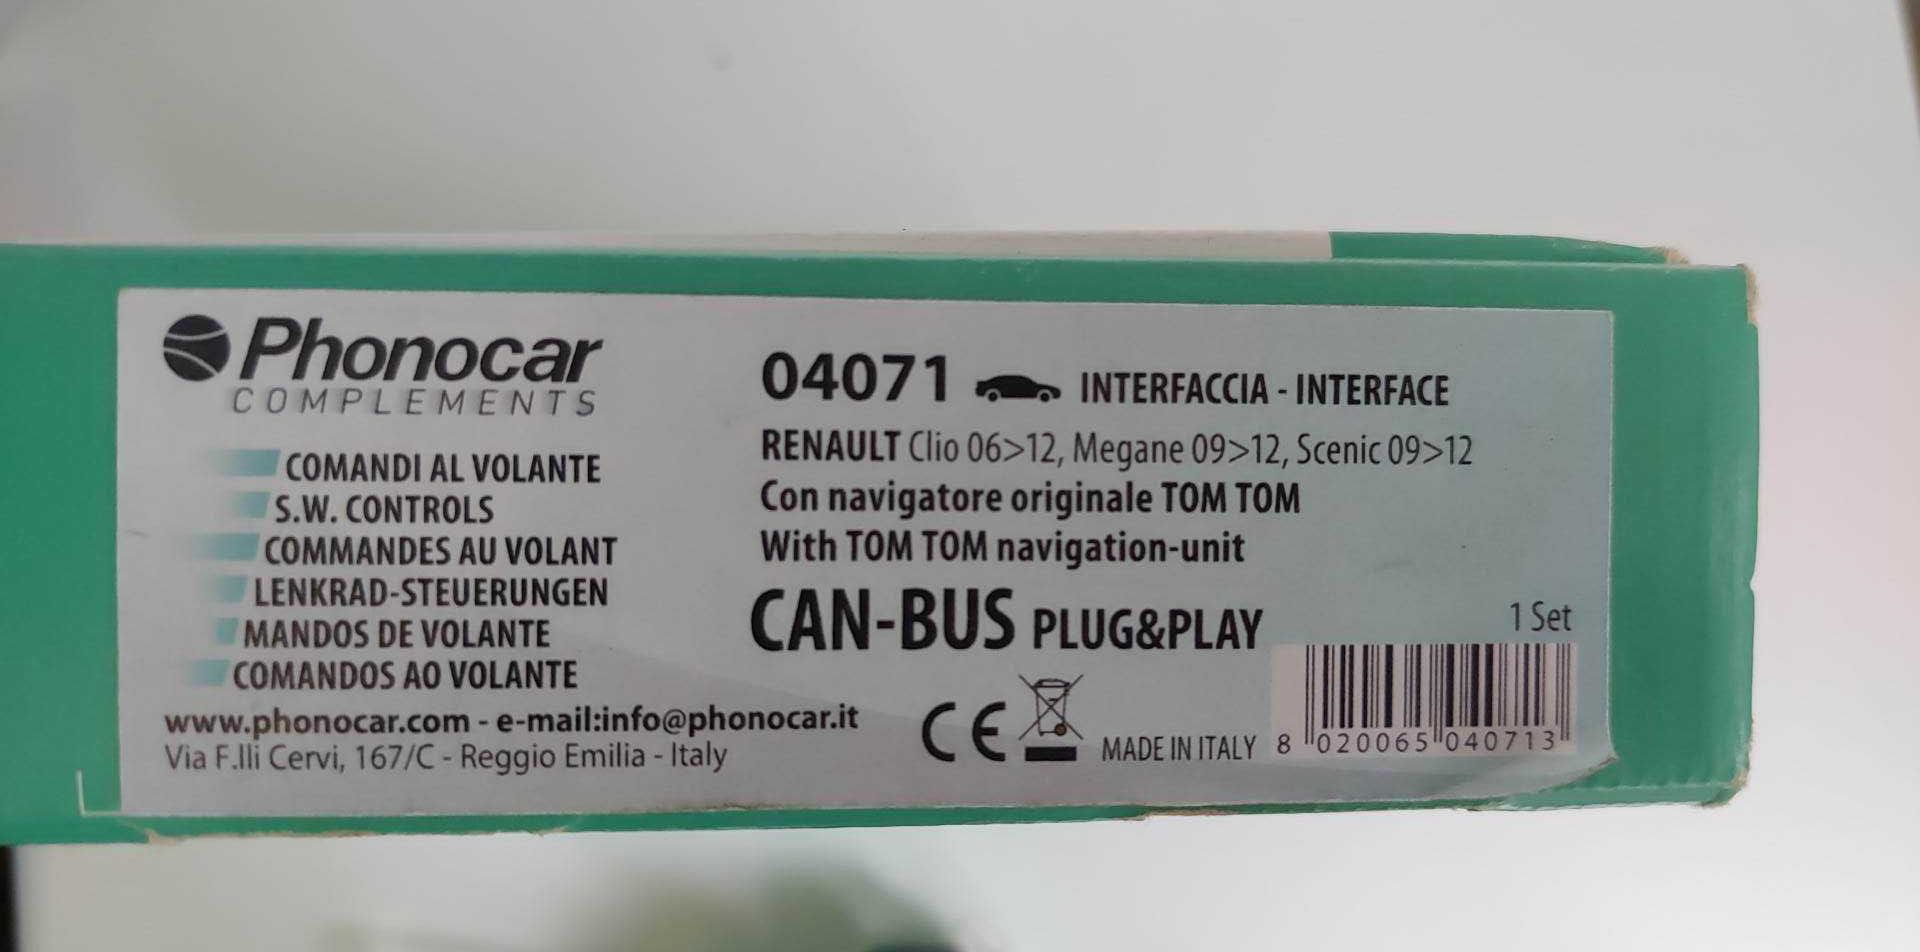 Phonocar
COMPLEMENTS
COMANDI AL VOLANTE
S.W. CONTROLS
COMMANDES AU VOLANT
LENKRAD-STEUERUNGEN
MANDOS DE VOLANTE
COMANDOS AO VOLANTE
www.phonocar.com - e-mail:info@phonocar.it
Via F.lli Cervi, 167/C - Reggio Emilia - Italy
04071 INTERFACCIA - INTERFACE
RENAULT Clio 06>12, Megane 09>12, Scenic 09>12
Con navigatore originale TOM TOM
With TOM TOM navigation-unit
CAN-BUS PLUG&PLAY
1 Set
CE
MADE IN ITALY
8 020065 040713